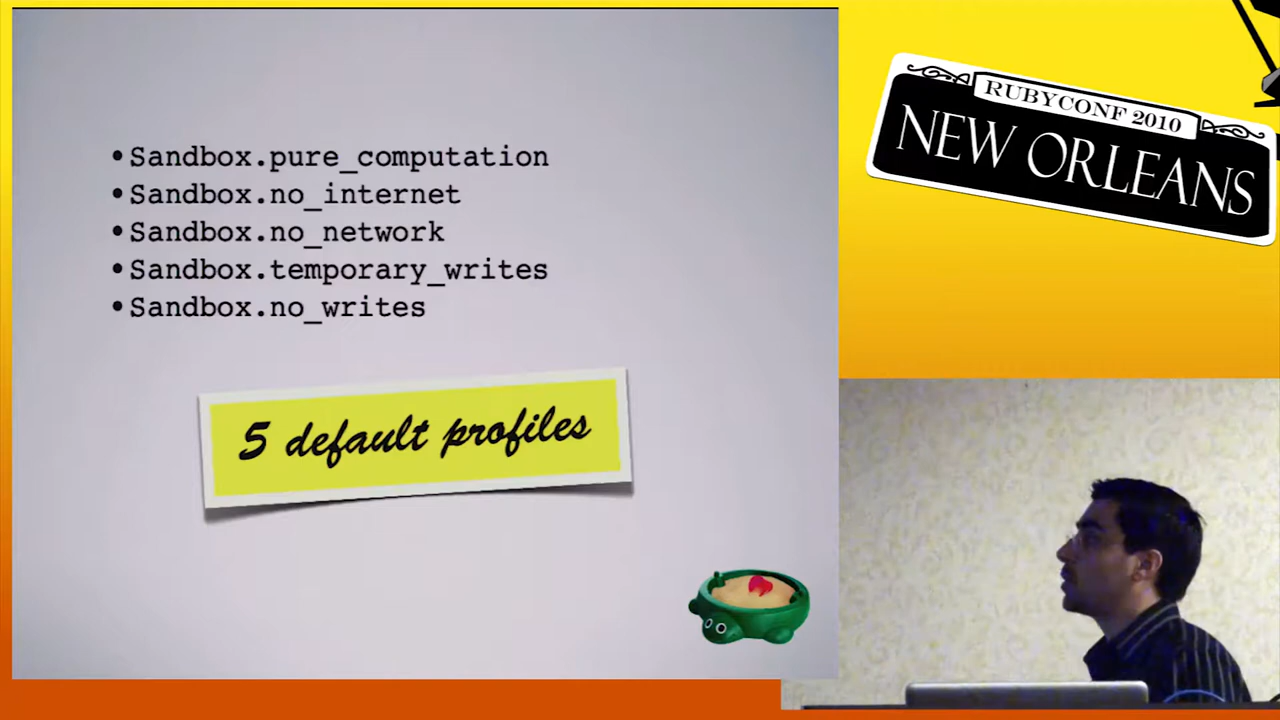 • Sandbox.pure_computation
• Sandbox.no_internet
• Sandbox.no_network
• Sandbox.temporary_writes
• Sandbox.no_writes
5 default profiles
RUBYCONF 2010
NEW ORLEANS